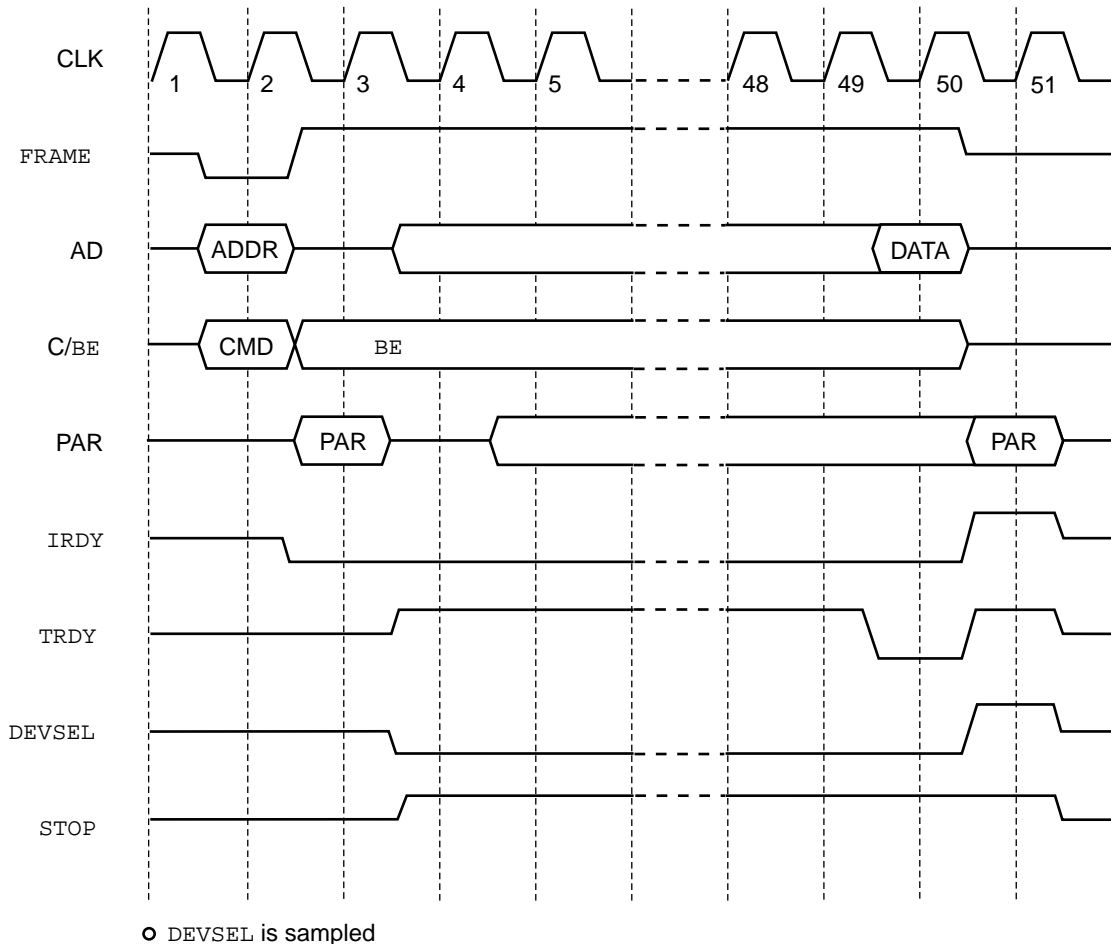 CLK
1 2 3 4 5 48 49 50 51
FRAME
AD ADDR DATA
C/BE CMD BE
PAR PAR PAR
IRDY
TRDY
DEVSEL
STOP
DEVSEL is sampled